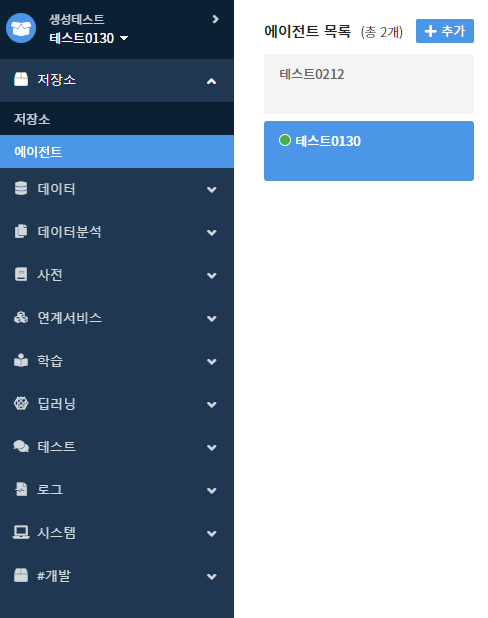 생성테스트
테스트0130
저장소
저장소
에이전트
데이터
데이터분석
사전
연계서비스
학습
딥러닝
테스트
로그
시스템
#개발
에이전트 목록 (총 2개) + 추가
테스트0212
테스트0130